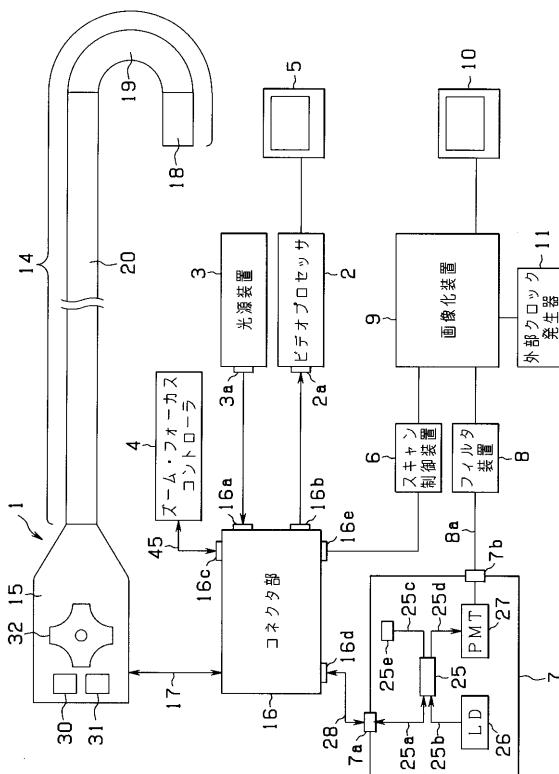 14
1
15
32
30
31
20
19
18
17
28
16
コネクタ部
16a
16b
16c
16d
16e
45
4
ズーム・フォーカス
コントローラ
3
光源装置
3a
2
ビデオプロセッサ
2a
5
6
スキャン
制御装置
8
フィルタ
装置
8a
9
画像化装置
10
11
外部クロック
発生器
7
7a
7b
25
25a
25b
25c
25d
25e
LD
26
PMT
27